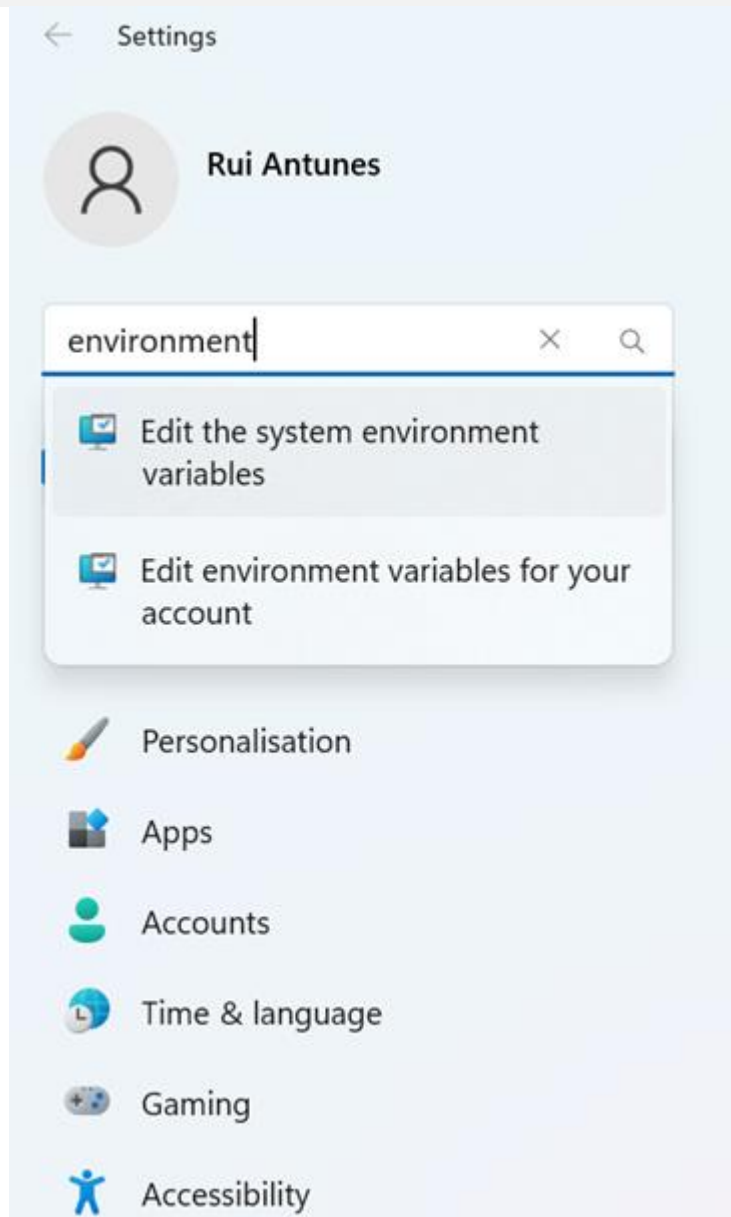 Settings
Rui Antunes
environment
Edit the system environment
variables
Edit environment variables for your
account
Personalisation
Apps
Accounts
Time & language
Gaming
Accessibility